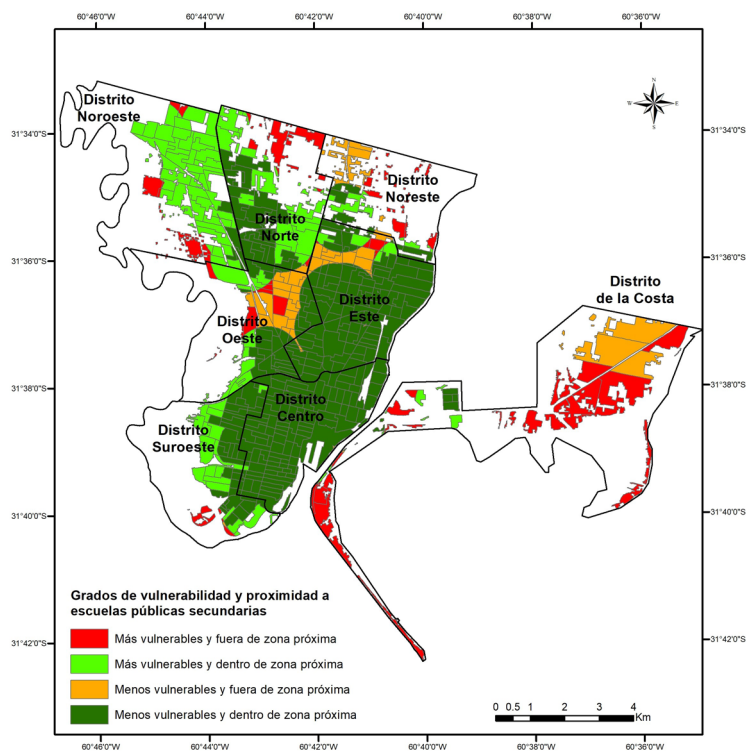 60°46'0"O 60°44'0"O 60°42'0"O 60°40'0"O 60°38'0"O 60°36'0"O
N
W E
S
Distrito
Noroeste
31°34'0"S 31°34'0"S
Distrito
Noreste
Distrito
Norte
31°36'0"S 31°36'0"S
Distrito
de la Costa
Distrito
Este
Distrito
Oeste
31°38'0"S 31°38'0"S
Distrito
Centro
Distrito
Suroeste
31°40'0"S 31°40'0"S
Grados de vulnerabilidad y proximidad a
escuelas públicas secundarias
Más vulnerables y fuera de zona próxima
31°42'0"S 31°42'0"S
Más vulnerables y dentro de zona próxima
Menos vulnerables y fuera de zona próxima
Menos vulnerables y dentro de zona próxima
0 0.5 1 2 3 4
Km
60°46'0"O 60°44'0"O 60°42'0"O 60°40'0"O 60°38'0"O 60°36'0"O